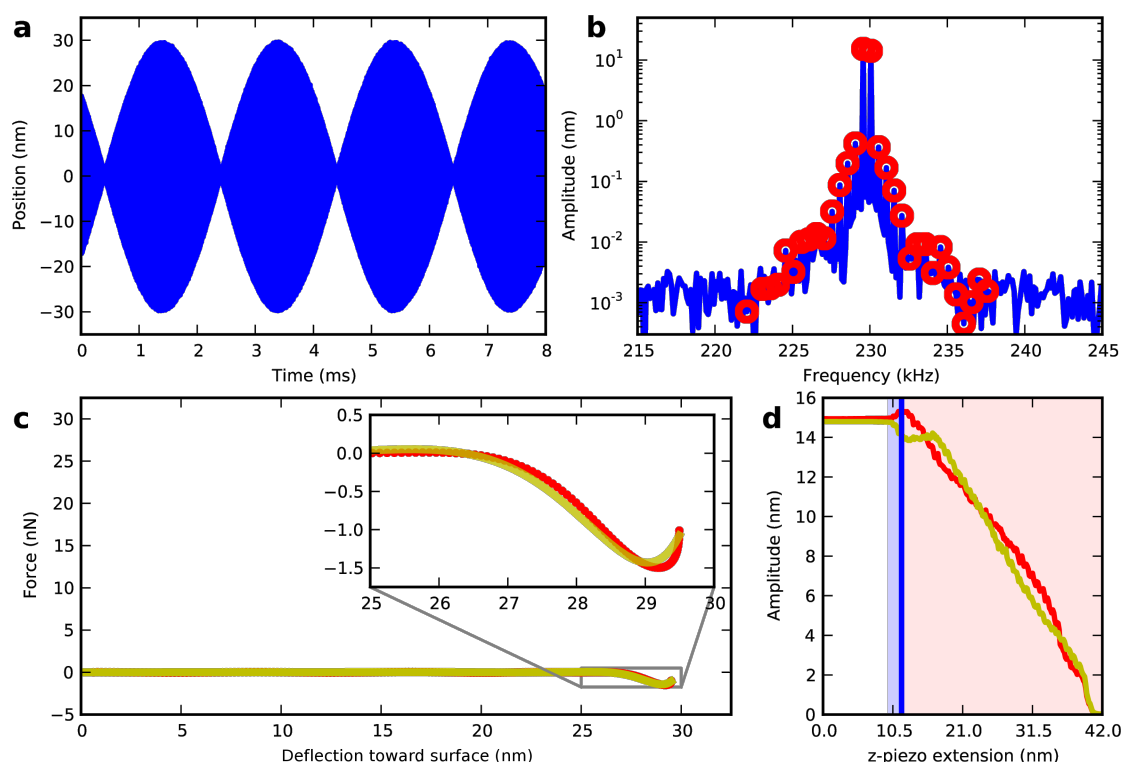 a
30
20
10
0
−10
−20
−30
Position (nm)
0 1 2 3 4 5 6 7 8
Time (ms)
b
10^1
10^0
10^-1
10^-2
10^-3
Amplitude (nm)
215 220 225 230 235 240 245
Frequency (kHz)
c
30
25
20
15
10
5
0
−5
Force (nN)
0 5 10 15 20 25 30
Deflection toward surface (nm)
0.5
0.0
−0.5
−1.0
−1.5
25 26 27 28 29 30
d
16
14
12
10
8
6
4
2
0
Amplitude (nm)
0.0 10.5 21.0 31.5 42.0
z-piezo extension (nm)